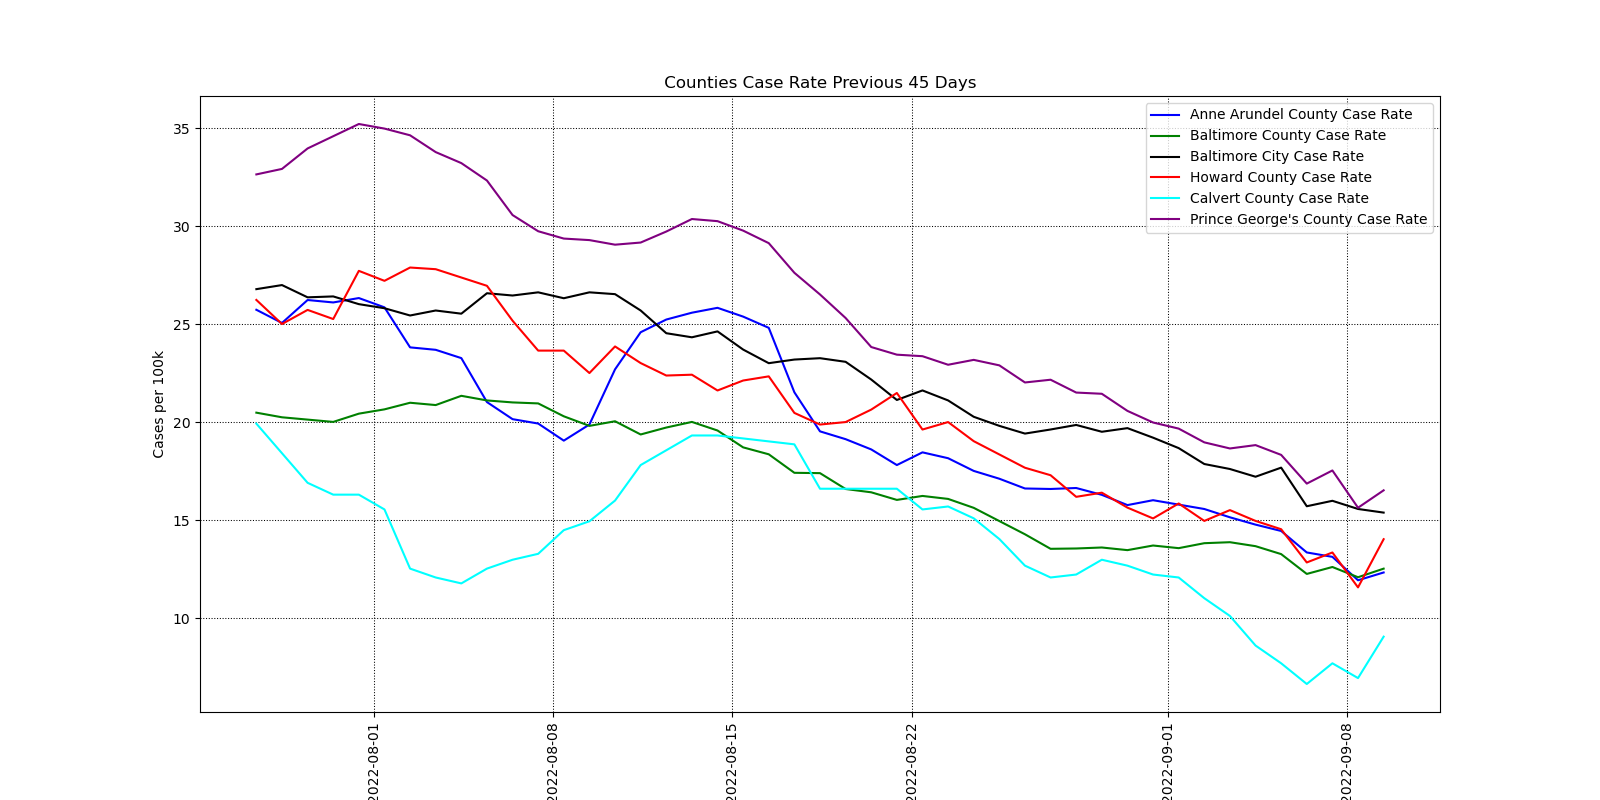 Counties Case Rate Previous 45 Days
Cases per 100k
35
30
25
20
15
10
Anne Arundel County Case Rate
Baltimore County Case Rate
Baltimore City Case Rate
Howard County Case Rate
Calvert County Case Rate
Prince George's County Case Rate
2022-08-01
2022-08-08
2022-08-15
2022-08-22
2022-09-01
2022-09-08